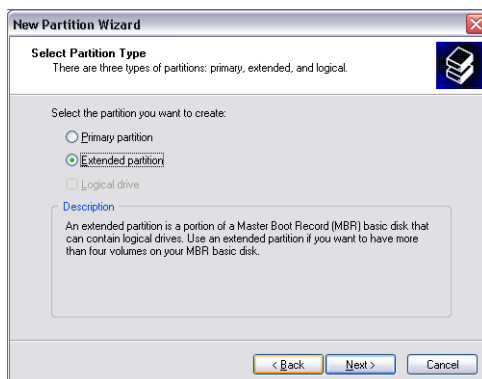 New Partition Wizard
Select Partition Type
There are three types of partitions: primary, extended, and logical.
Select the partition you want to create:
Primary partition
Extended partition
Logical drive
Description
An extended partition is a portion of a Master Boot Record (MBR) basic disk that
can contain logical drives. Use an extended partition if you want to have more
than four volumes on your MBR basic disk.
< Back
Next >
Cancel